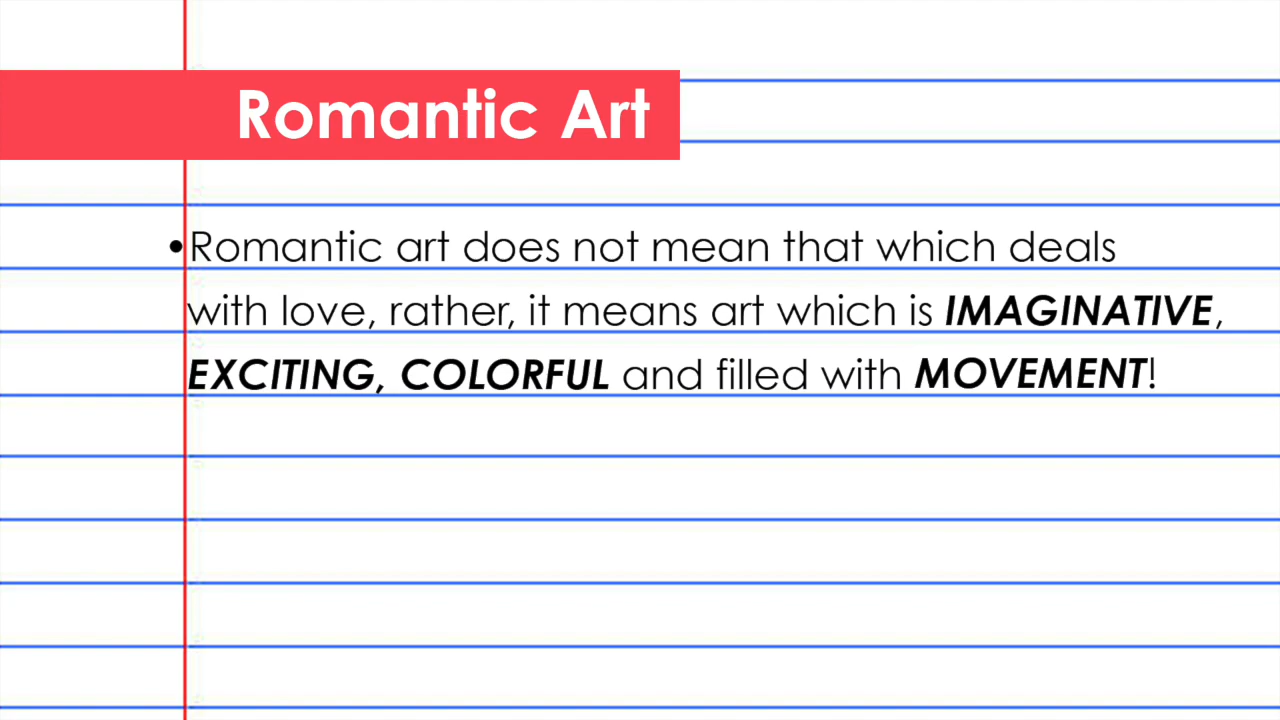 Romantic Art
•Romantic art does not mean that which deals
with love, rather, it means art which is IMAGINATIVE,
EXCITING, COLORFUL and filled with MOVEMENT!